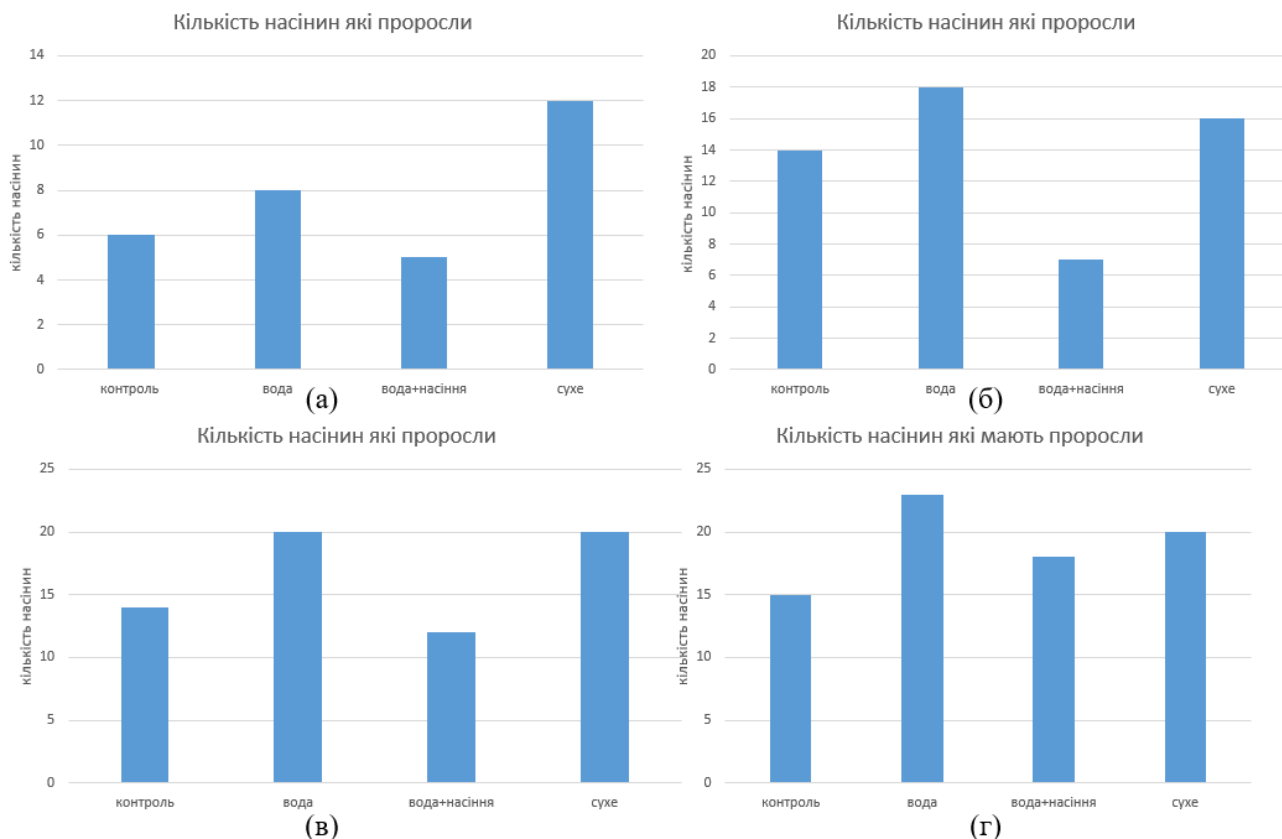 Кількість насінин які проросли
14
12
10
8
6
4
2
0
кількість насінин
контроль вода вода+насіння сухе
(а)
Кількість насінин які проросли
20
18
16
14
12
10
8
6
4
2
0
кількість насінин
контроль вода вода+насіння сухе
(б)
Кількість насінин які проросли
25
20
15
10
5
0
кількість насінин
контроль вода вода+насіння сухе
(в)
Кількість насінин які мають проросли
25
20
15
10
5
0
кількість насінин
контроль вода вода+насіння сухе
(г)